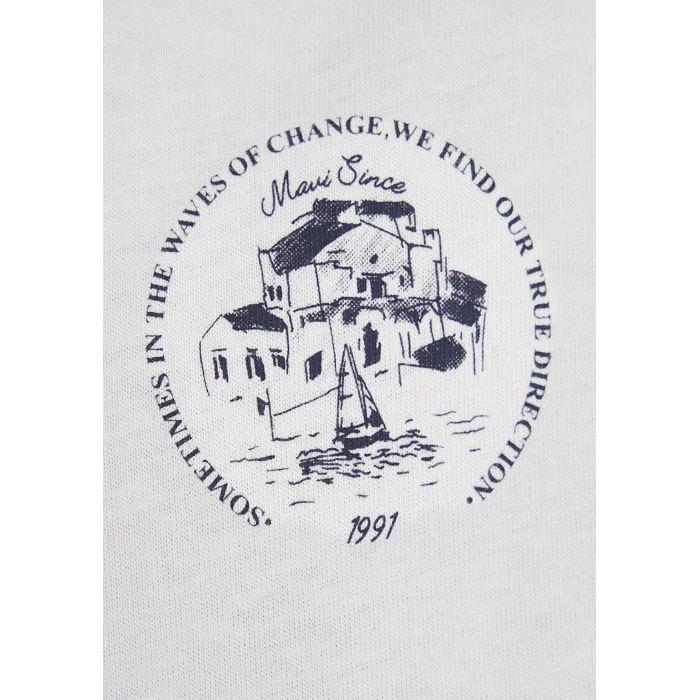 •SOMETIMES IN THE WAVES OF CHANGE,WE FIND OUR TRUE DIRECTION.•
Mavi Since
1991